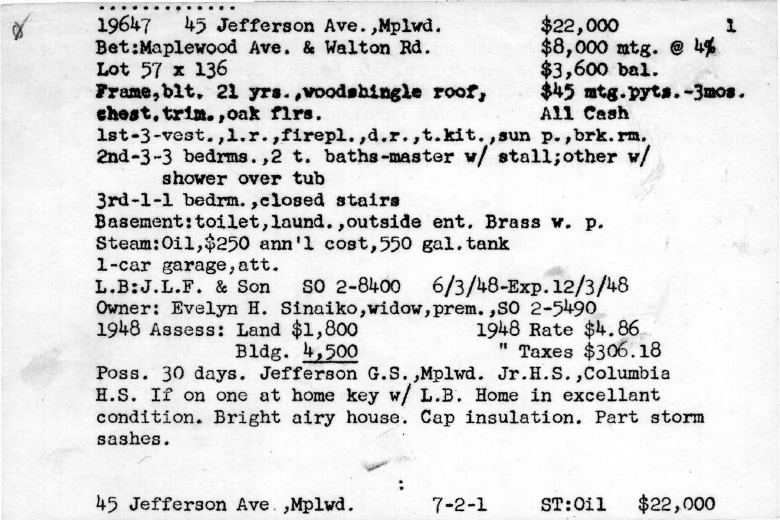 19647 45 Jefferson Ave.,Mplwd. $22,000 1
Bet:Maplewood Ave. & Walton Rd. $8,000 mtg. @ 4%
Lot 57 x 136 $3,600 bal.
Frame,blt. 21 yrs.,woodshingle roof, $45 mtg.pyts.-3mos.
chest.trim.,oak flrs. All Cash
1st-3-vest.,l.r.,firepl.,d.r.,t.kit.,sun p.,brk.rm.
2nd-3-3 bedrms.,2 t. baths-master w/ stall;other w/
shower over tub
3rd-1-1 bedrm.,closed stairs
Basement:toilet,laund.,outside ent. Brass w. p.
Steam:Oil,$250 ann'l cost,550 gal.tank
1-car garage,att.
L.B:J.L.F. & Son SO 2-8400 6/3/48-Exp.12/3/48
Owner: Evelyn H. Sinaiko,widow,prem.,SO 2-5490
1948 Assess: Land $1,800 1948 Rate $4.86
Bldg. 4,500 " Taxes $306.18
Poss. 30 days. Jefferson G.S.,Mplwd. Jr.H.S.,Columbia
H.S. If on one at home key w/ L.B. Home in excellant
condition. Bright airy house. Cap insulation. Part storm
sashes.
:
45 Jefferson Ave.,Mplwd. 7-2-1 ST:Oil $22,000